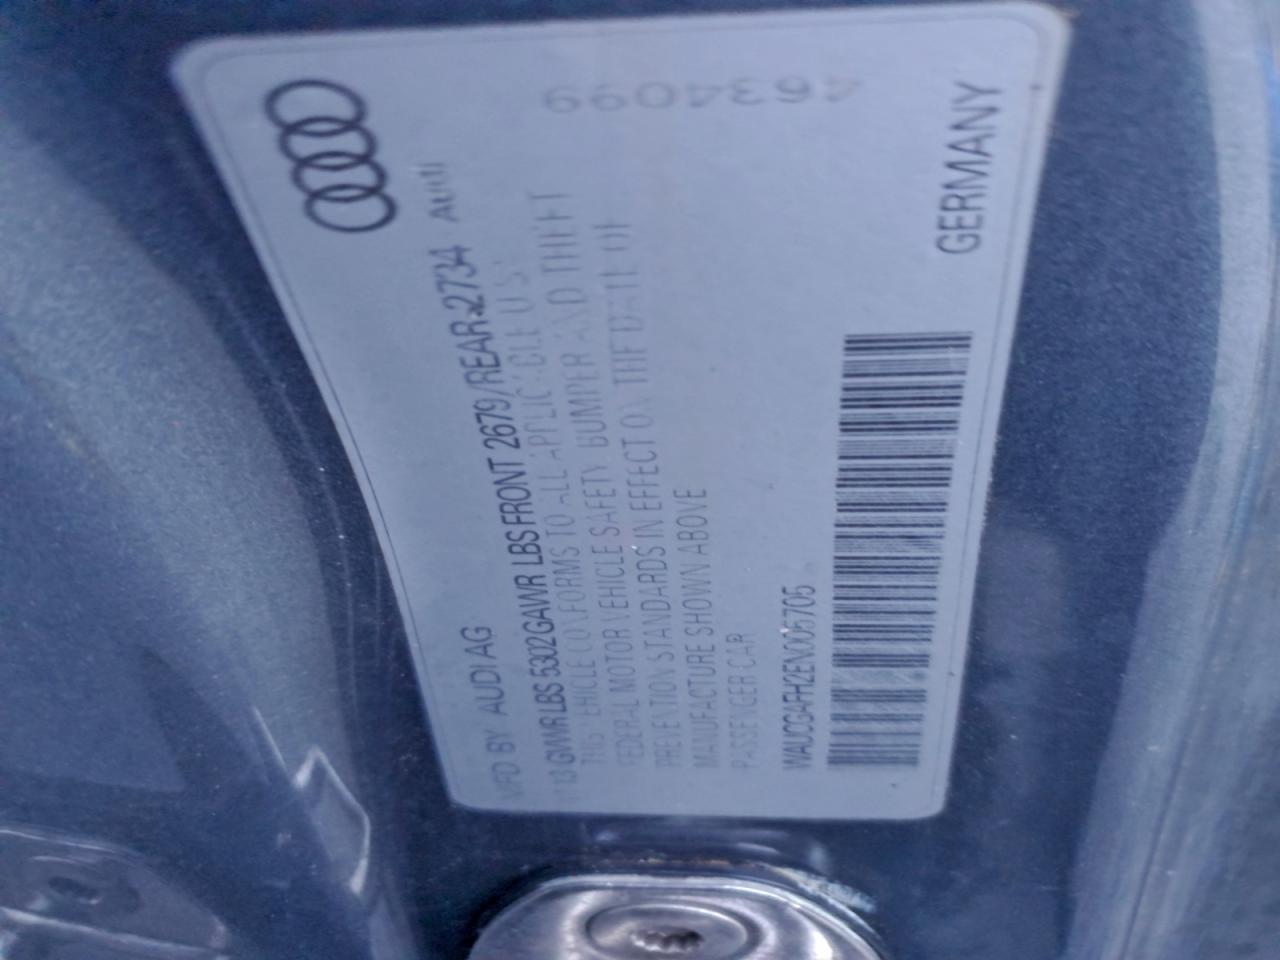 MFD BY AUDI AG
Audi
13 GVWR LBS 5302 GAWR LBS FRONT 2679/REAR 2734
THIS VEHICLE CONFORMS TO ALL APPLICABLE U.S.
FEDERAL MOTOR VEHICLE SAFETY BUMPER AND THEFT
PREVENTION STANDARDS IN EFFECT ON THE DATE OF
MANUFACTURE SHOWN ABOVE
PASSENGER CAR
WAUCGAFH2EN005705
GERMANY
4634099